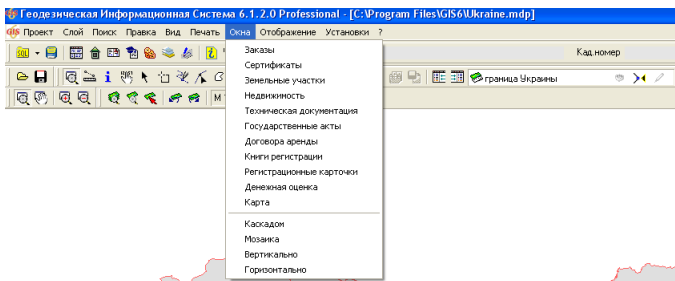 Геодезическая Информационная Система 6.1.2.0 Professional - [C:\Program Files\GIS6\Ukraine.mdp]
GIS Проект Слой Поиск Правка Вид Печать Окна Отображение Установки ?
SQL Кад.номер
граница Украины
М
Заказы
Сертификаты
Земельные участки
Недвижимость
Техническая документация
Государственные акты
Договора аренды
Книги регистрации
Регистрационные карточки
Денежная оценка
Карта
Каскадом
Мозаика
Вертикально
Горизонтально